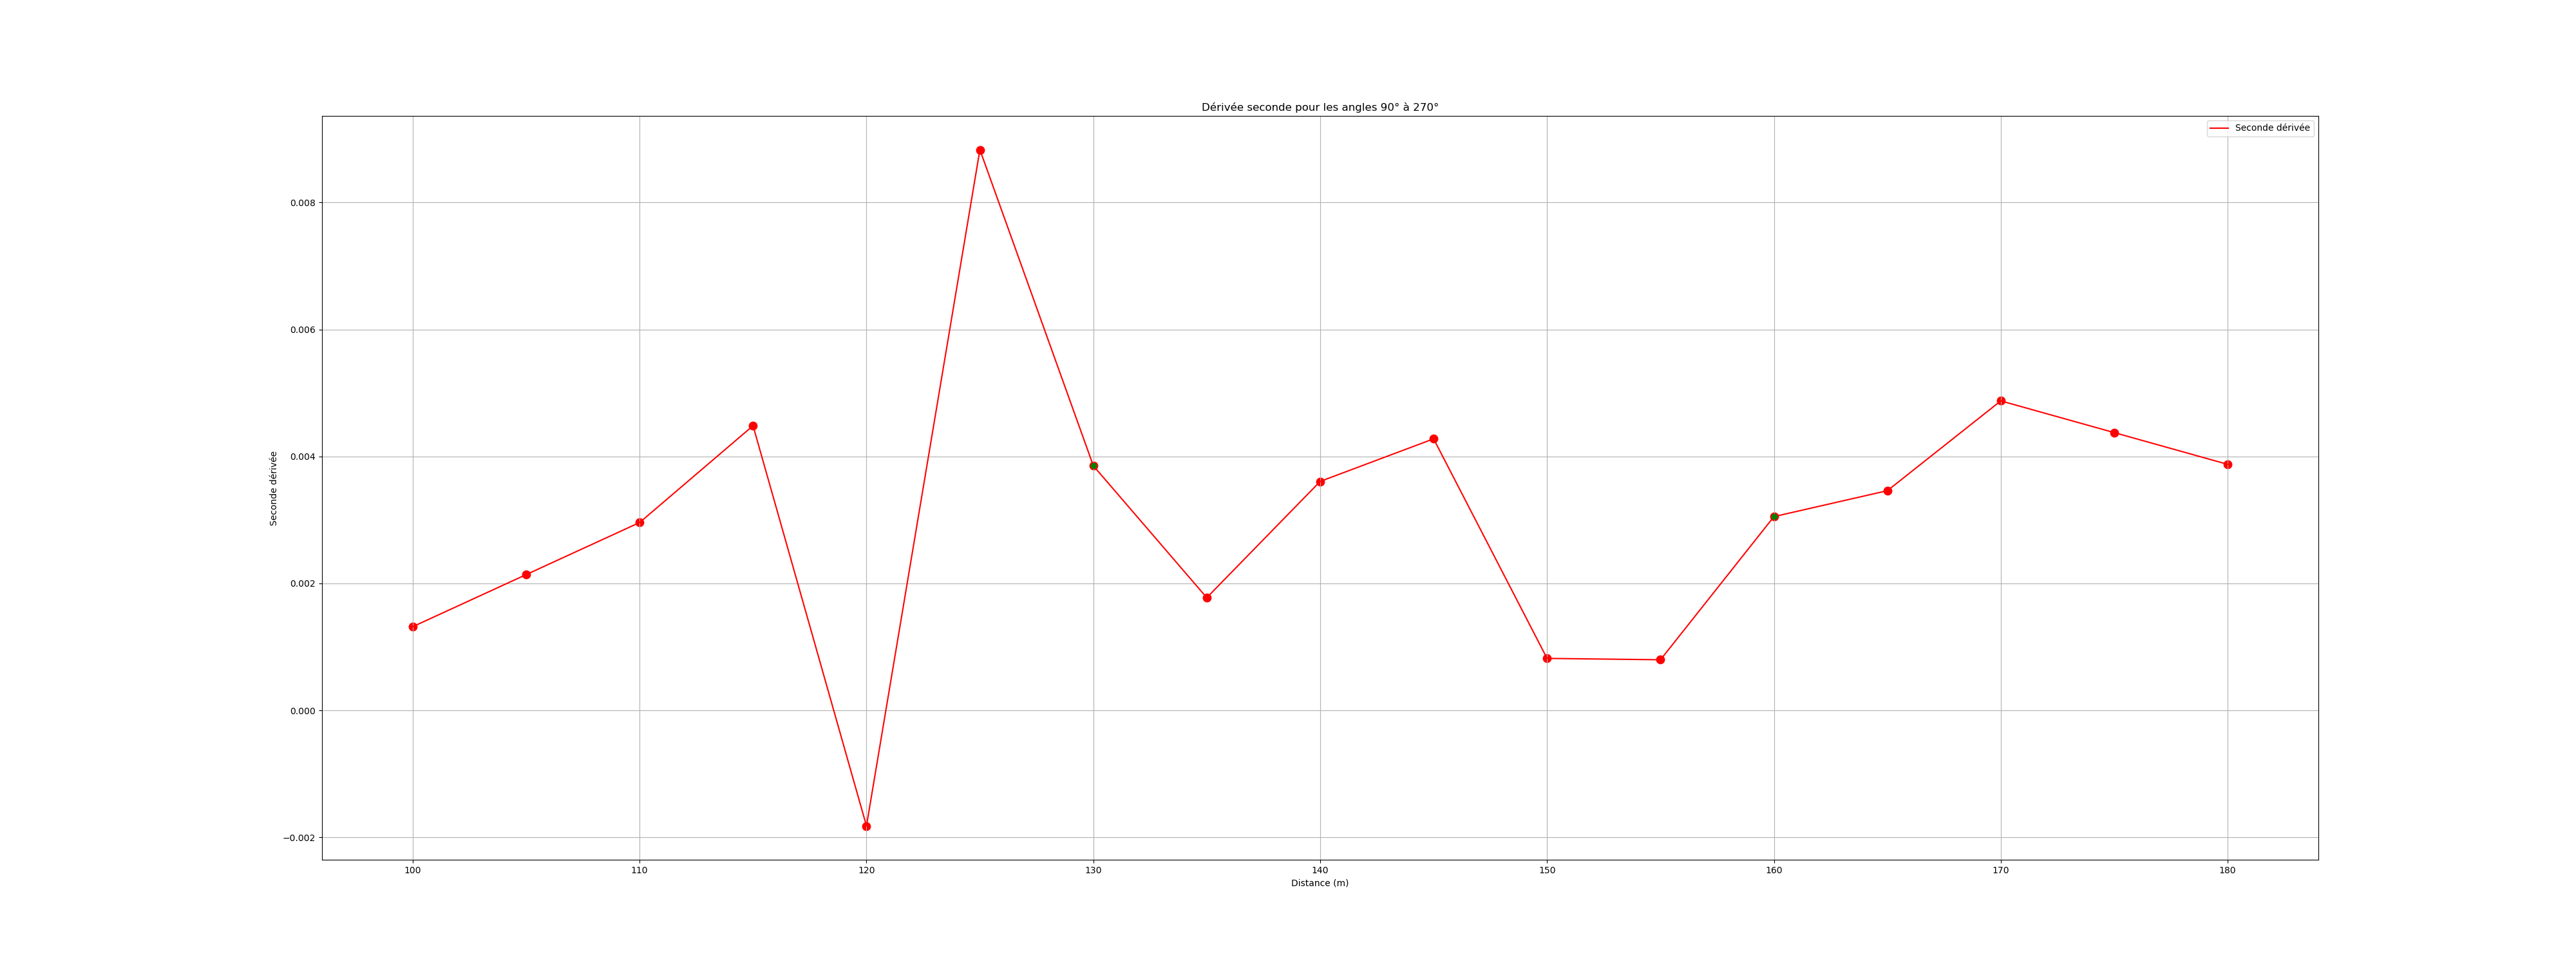 Dérivée seconde pour les angles 90° à 270°
Seconde dérivée
0.008
0.006
0.004
0.002
0.000
−0.002
Seconde dérivée
100 110 120 130 140 150 160 170 180
Distance (m)